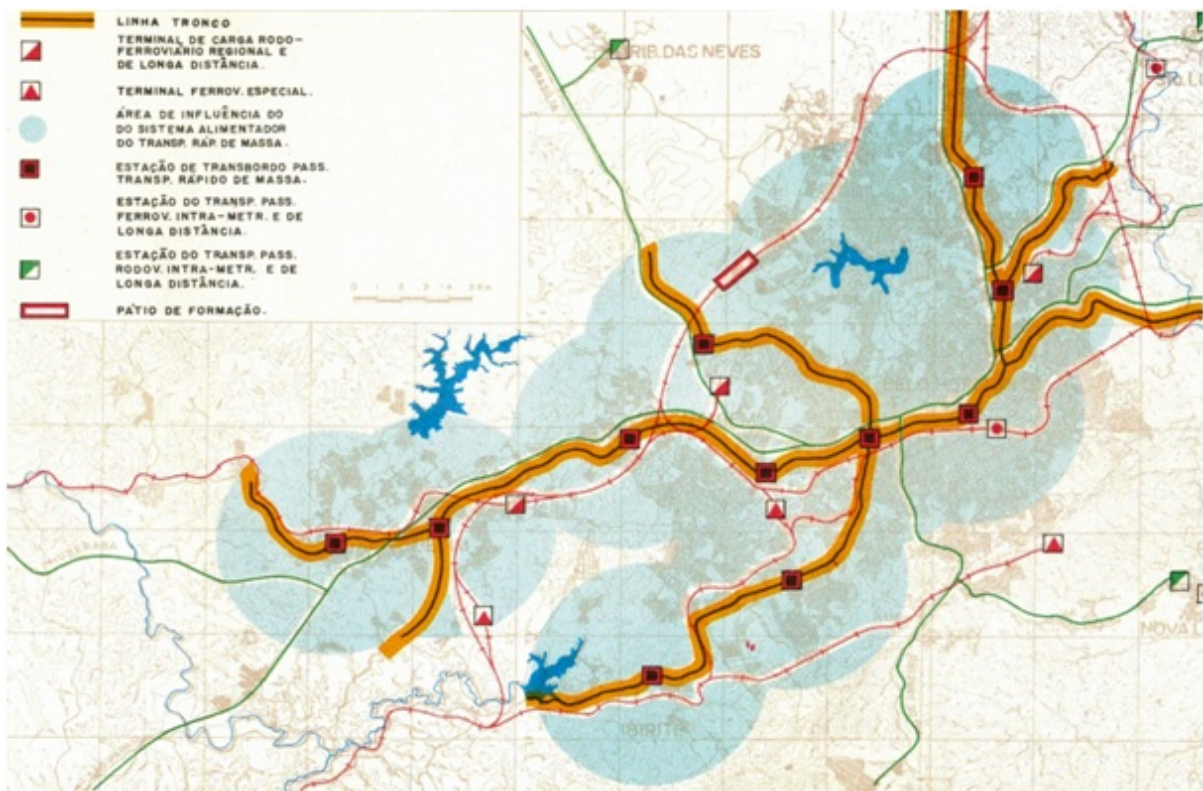 LINHA TRONCO
TERMINAL DE CARGA RODO-
FERROVIÁRIO REGIONAL E
DE LONGA DISTÂNCIA.
TERMINAL FERROV. ESPECIAL.
ÁREA DE INFLUÊNCIA DO
DO SISTEMA ALIMENTADOR
DO TRANSP. RÁP. DE MASSA.
ESTAÇÃO DE TRANSBORDO PASS.
TRANSP. RÁPIDO DE MASSA.
ESTAÇÃO DO TRANSP. PASS.
FERROV. INTRA-METR. E DE
LONGA DISTÂNCIA.
ESTAÇÃO DO TRANSP. PASS.
RODOV. INTRA-METR. E DE
LONGA DISTÂNCIA.
PÁTIO DE FORMAÇÃO.
RIB. DAS NEVES
BRASÍLIA
NOVA